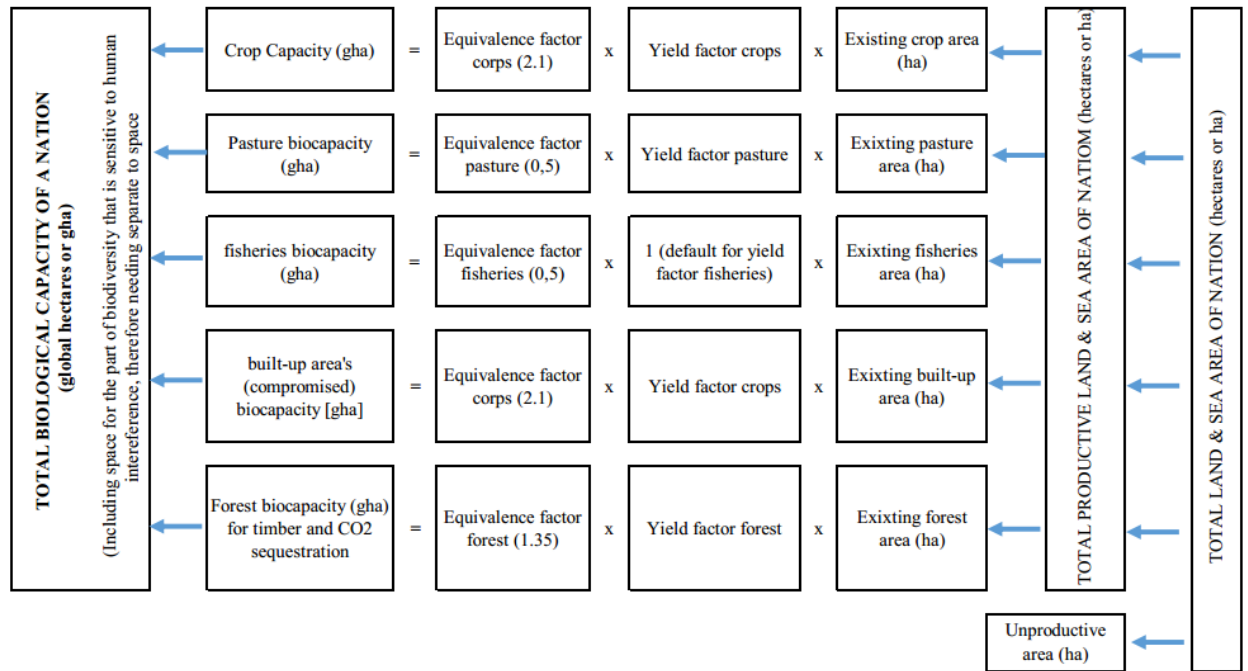 TOTAL BIOLOGICAL CAPACITY OF A NATION
(global hectares or gha)
(Including space for the part of biodiversity that is sensitive to human
intereference, therefore needing separate to space
Crop Capacity (gha)
=
Equivalence factor
corps (2.1)
x
Yield factor crops
x
Existing crop area
(ha)
Pasture biocapacity
(gha)
=
Equivalence factor
pasture (0,5)
x
Yield factor pasture
x
Exixting pasture
area (ha)
fisheries biocapacity
(gha)
=
Equivalence factor
fisheries (0,5)
x
1 (default for yield
factor fisheries)
x
Exixting fisheries
area (ha)
built-up area's
(compromised)
biocapacity [gha]
=
Equivalence factor
corps (2.1)
x
Yield factor crops
x
Exixting built-up
area (ha)
Forest biocapacity (gha)
for timber and CO2
sequestration
=
Equivalence factor
forest (1.35)
x
Yield factor forest
x
Exixting forest
area (ha)
TOTAL PRODUCTIVE LAND & SEA AREA OF NATIOM (hectares or ha)
Unproductive
area (ha)
TOTAL LAND & SEA AREA OF NATION (hectares or ha)